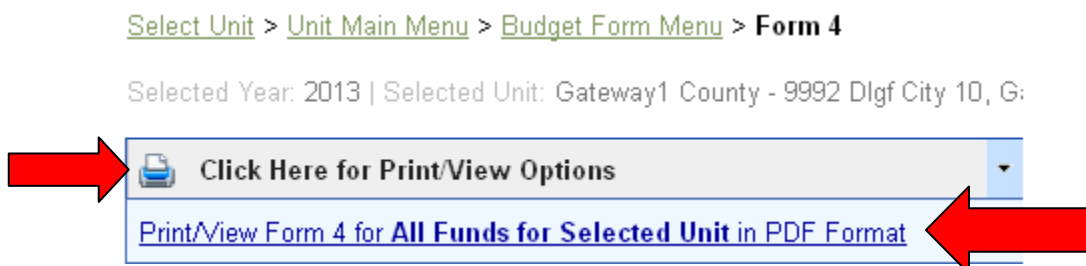 Select Unit > Unit Main Menu > Budget Form Menu > Form 4
Selected Year: 2013 | Selected Unit: Gateway1 County - 9992 Dlgf City 10,
Click Here for Print/View Options
Print/View Form 4 for All Funds for Selected Unit in PDF Format